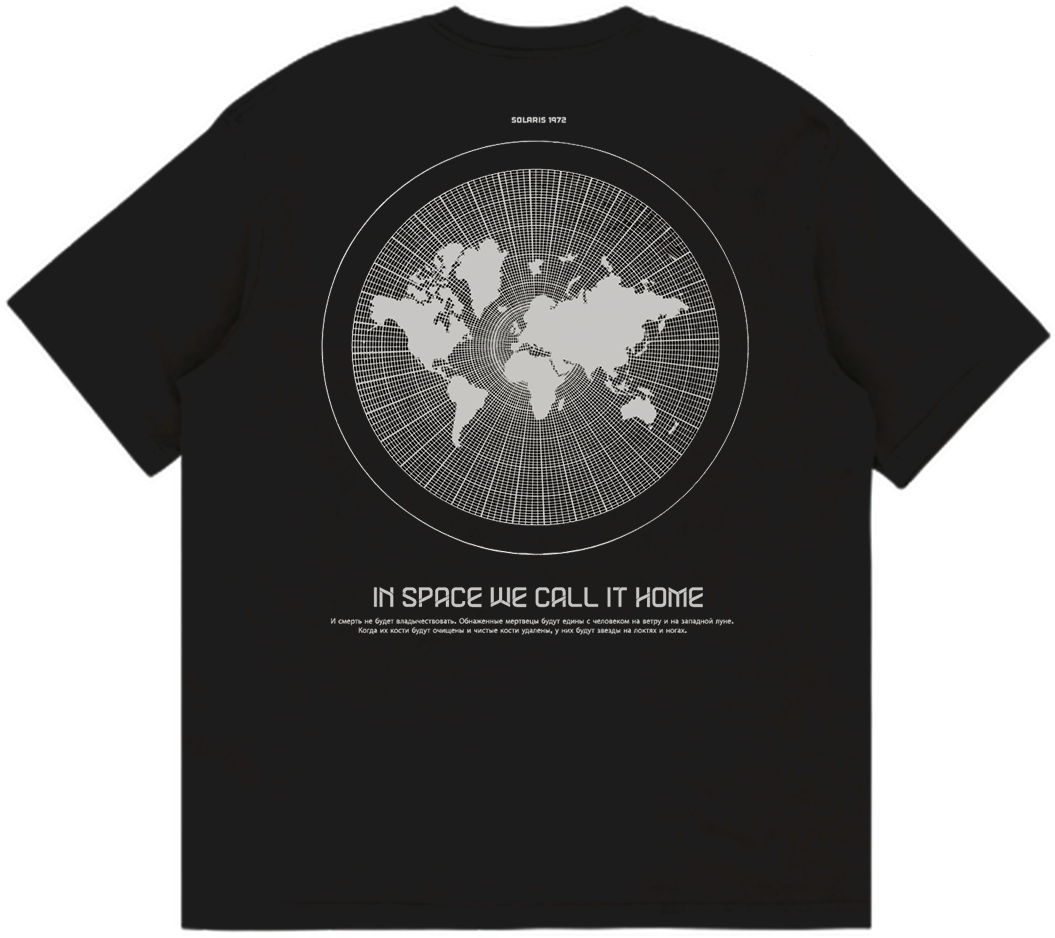 SOLARIS 1972
IN SPACE WE CALL IT HOME
И смерть не будет владычествовать. Обнаженные мертвецы будут едины с человеком на ветру и на западной луне.
Когда их кости будут очищены и чистые кости удалены, у них будут звезды на локтях и ногах.